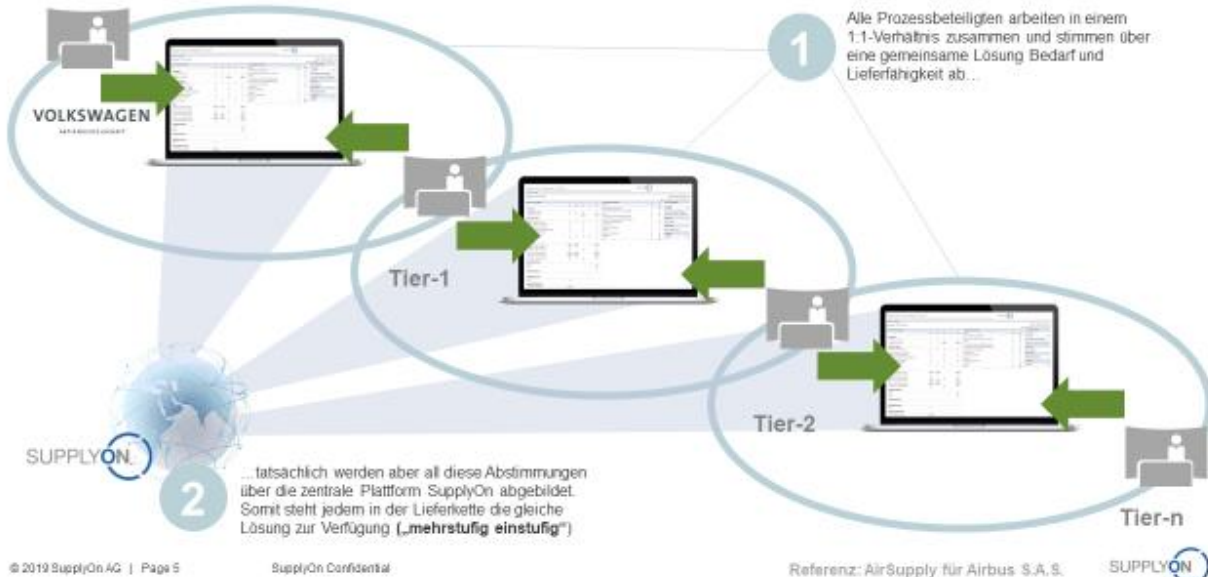 1
Alle Prozessbeteiligten arbeiten in einem
1:1-Verhältnis zusammen und stimmen über
eine gemeinsame Lösung Bedarf und
Lieferfähigkeit ab...
VOLKSWAGEN
AKTIENGESELLSCHAFT
Tier-1
Tier-2
Tier-n
SUPPLYON
2
...tatsächlich werden aber all diese Abstimmungen
über die zentrale Plattform SupplyOn abgebildet.
Somit steht jedem in der Lieferkette die gleiche
Lösung zur Verfügung („mehrstufig einstufig“)
© 2019 SupplyOn AG | Page 5
SupplyOn Confidential
Referenz: AirSupply für Airbus S.A.S.
SUPPLYON